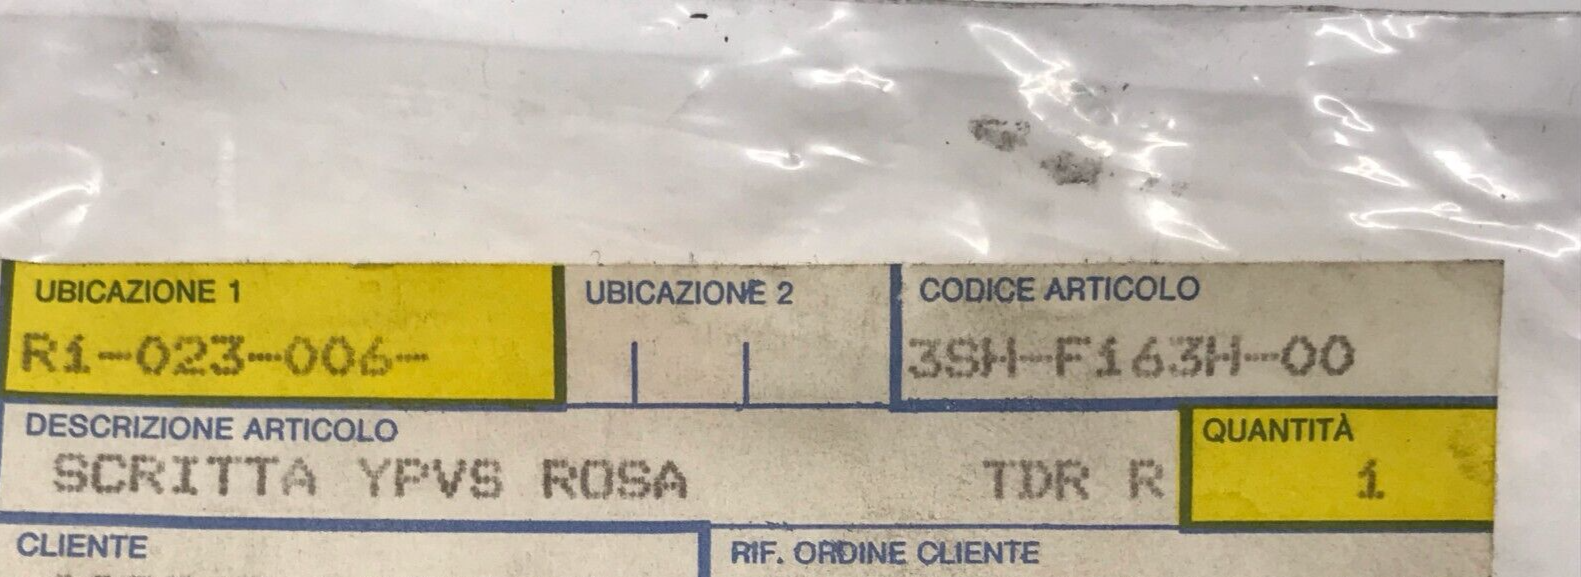 UBICAZIONE 1 UBICAZIONE 2 CODICE ARTICOLO
R1-023-006- 3SH-F163H-00
DESCRIZIONE ARTICOLO QUANTITÀ
SCRITTA YPVS ROSA TDR R 1
CLIENTE RIF. ORDINE CLIENTE